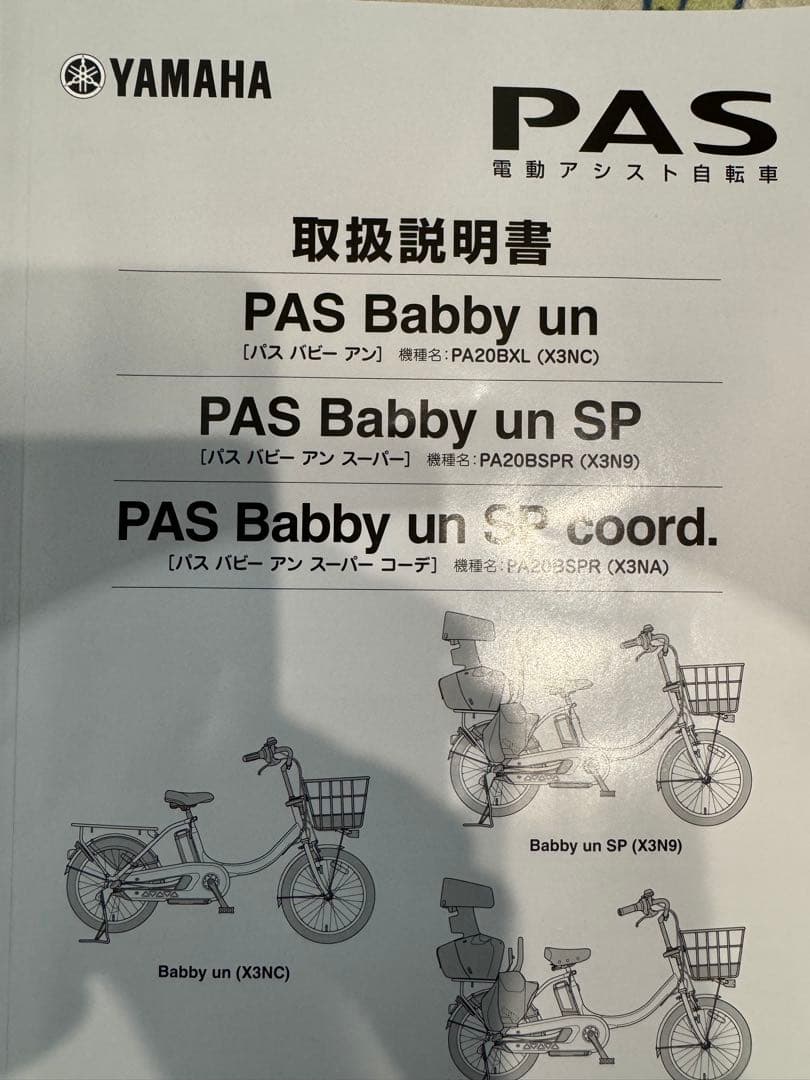 YAMAHA
PAS
電動アシスト自転車
取扱説明書
PAS Babby un
[パス バビー アン] 機種名:PA20BXL (X3NC)
PAS Babby un SP
[パス バビー アン スーパー] 機種名:PA20BSPR (X3N9)
PAS Babby un SP coord.
[パス バビー アン スーパー コーデ] 機種名:PA20BSPR (X3NA)
Babby un SP (X3N9)
Babby un (X3NC)